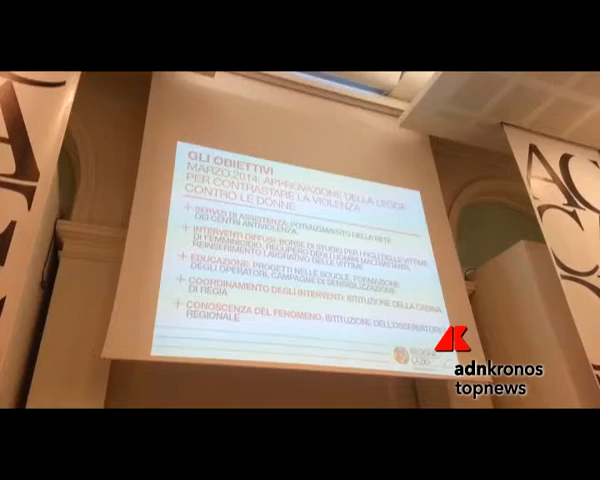 GLI OBIETTIVI
MARZO 2014: APPROVAZIONE DELLA LEGGE
PER CONTRASTARE LA VIOLENZA
CONTRO LE DONNE
+ SERVIZI DI ASSISTENZA: POTENZIAMENTO DELLA RETE
DEI CENTRI ANTIVIOLENZA
+ INTERVENTI DIFFUSI: BORSE DI STUDIO PER I FIGLI DELLE VITTIME
DI FEMMINICIDIO, RECUPERO DEGLI UOMINI MALTRATTANTI,
REINSERIMENTO LAVORATIVO DELLE VITTIME
+ EDUCAZIONE: PROGETTI NELLE SCUOLE, FORMAZIONE
DEGLI OPERATORI, CAMPAGNE DI SENSIBILIZZAZIONE
+ COORDINAMENTO DEGLI INTERVENTI: ISTITUZIONE DELLA CABINA
DI REGIA
+ CONOSCENZA DEL FENOMENO: ISTITUZIONE DELL'OSSERVATORIO
REGIONALE
REGIONE
LAZIO
adnkronos
topnews